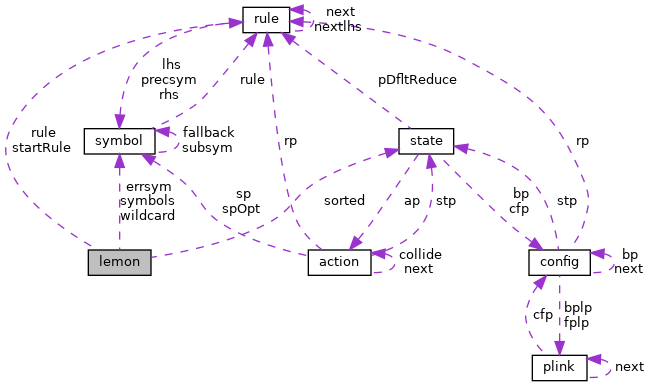 rule
next
nextlhs
lhs
precsym
rhs
rule
pDfltReduce
rule
startRule
symbol
fallback
subsym
rp
state
rp
errsym
symbols
wildcard
sp
spOpt
sorted
ap
stp
bp
cfp
stp
lemon
action
collide
next
config
bp
next
cfp
bplp
fplp
plink
next